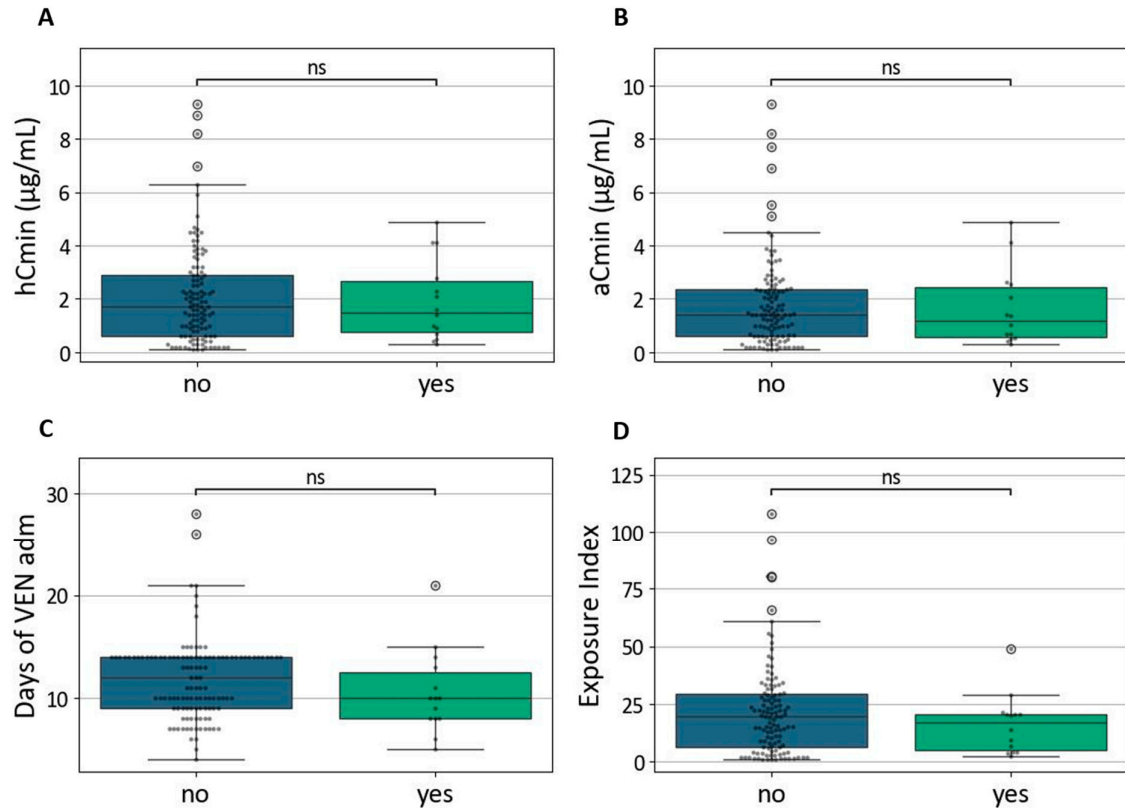 A
ns
hCmin (µg/mL)
10
8
6
4
2
0
no
yes
B
ns
aCmin (µg/mL)
10
8
6
4
2
0
no
yes
C
ns
Days of VEN adm
30
20
10
no
yes
D
ns
Exposure Index
125
100
75
50
25
0
no
yes